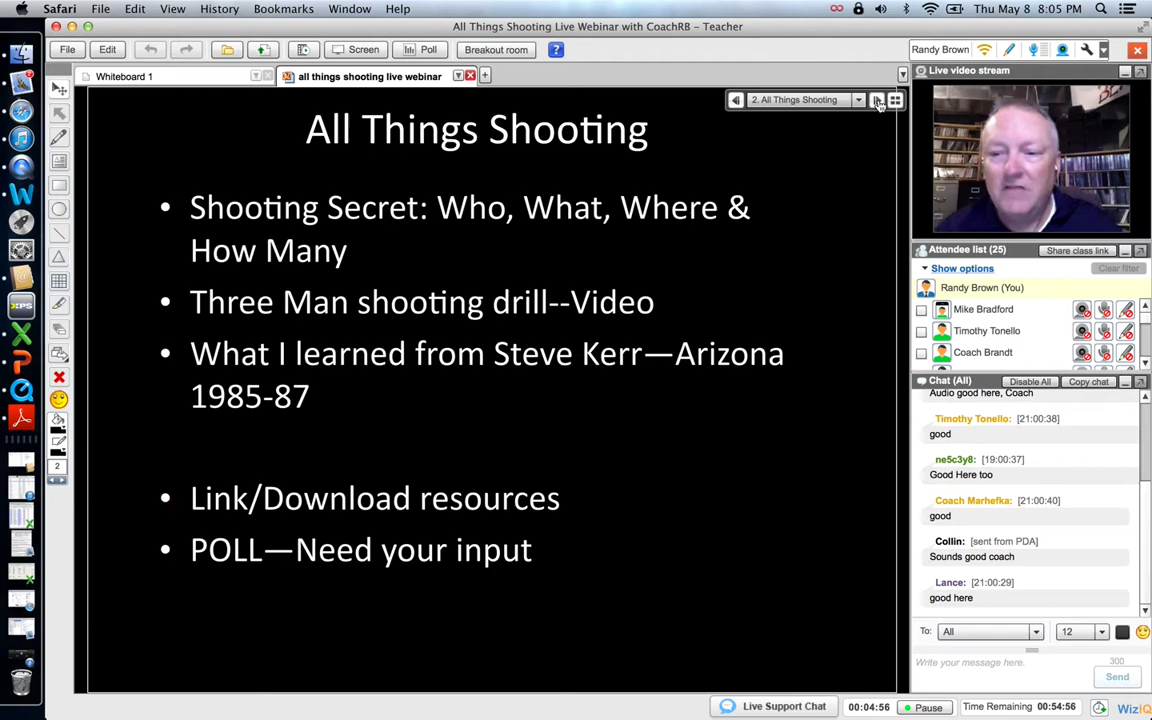 Safari File Edit View History Bookmarks Window Help Thu May 8 8:05 PM
All Things Shooting Live Webinar with CoachRB - Teacher
File Edit Screen Poll Breakout room ? Randy Brown
Whiteboard 1 all things shooting live webinar
2. All Things Shooting
All Things Shooting
• Shooting Secret: Who, What, Where &
How Many
• Three Man shooting drill--Video
• What I learned from Steve Kerr—Arizona
1985-87
• Link/Download resources
• POLL—Need your input
2
Live video stream
Attendee list (25) Share class link
Show options Clear filter
Randy Brown (You)
Mike Bradford
Timothy Tonello
Coach Brandt
Chat (All) Disable All Copy chat
Audio good here, Coach
Timothy Tonello: [21:00:38]
good
ne5c3y8: [19:00:37]
Good Here too
Coach Marhefka: [21:00:40]
good
Collin: [sent from PDA]
Sounds good coach
Lance: [21:00:29]
good here
To: All 12
Write your message here. 300
Send
Live Support Chat 00:04:56 Pause Time Remaining 00:54:56 WizIQ